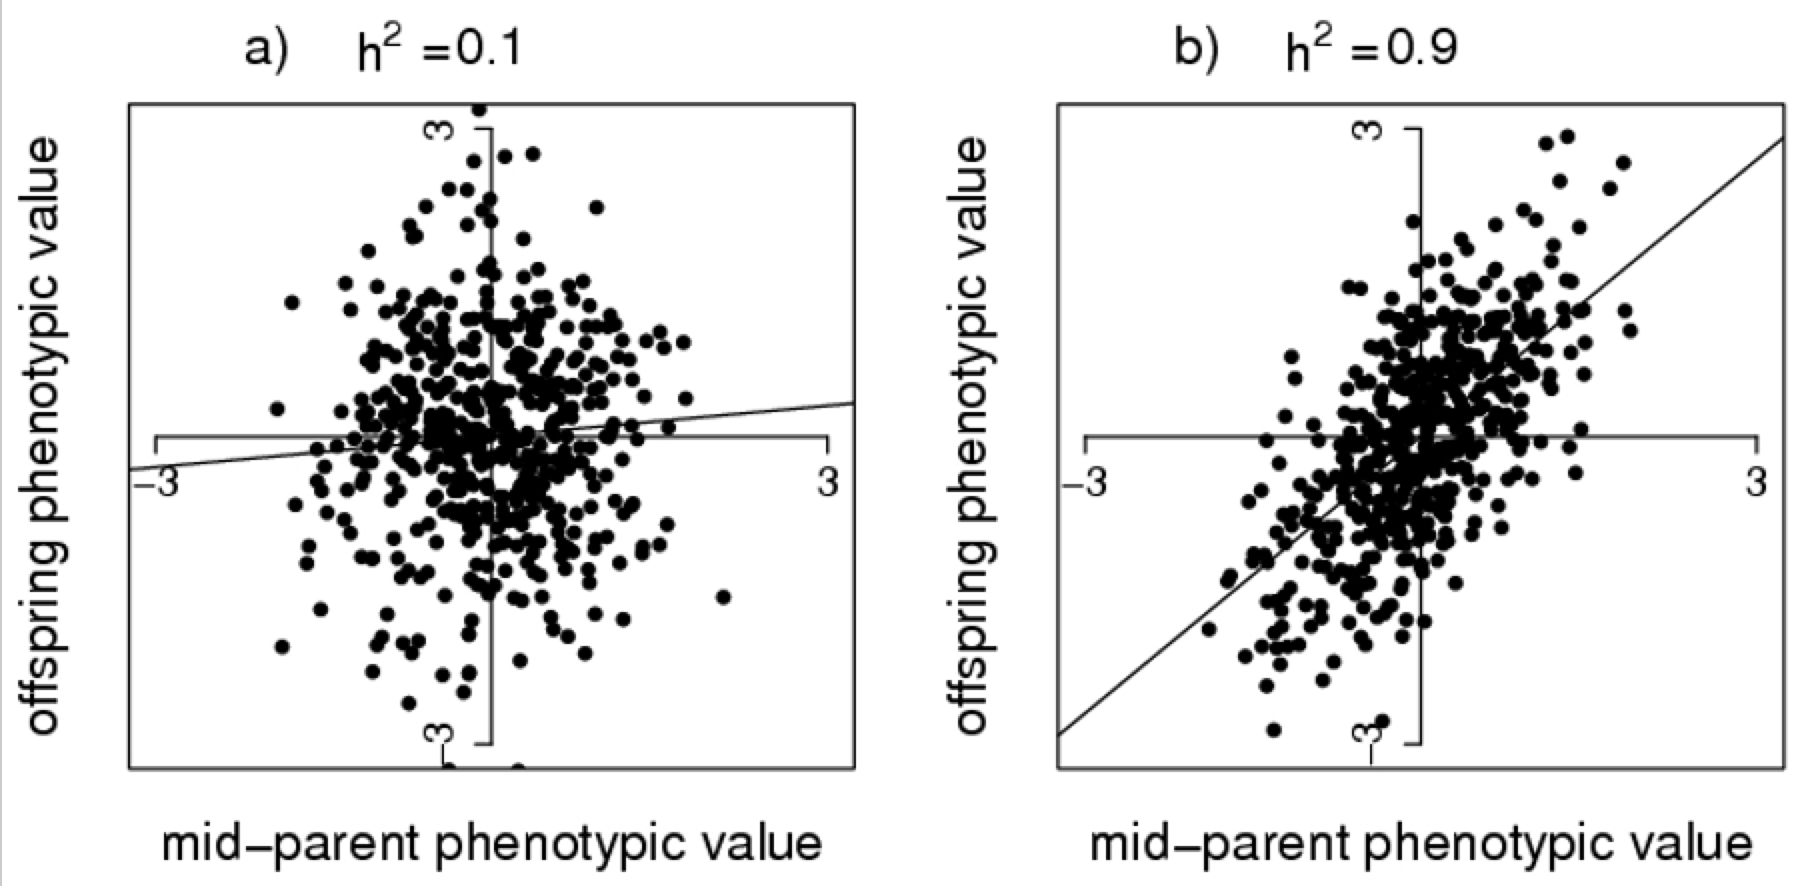 a) h² =0.1
offspring phenotypic value
3
−3
3
−3
mid−parent phenotypic value
b) h² =0.9
offspring phenotypic value
3
−3
3
−3
mid−parent phenotypic value